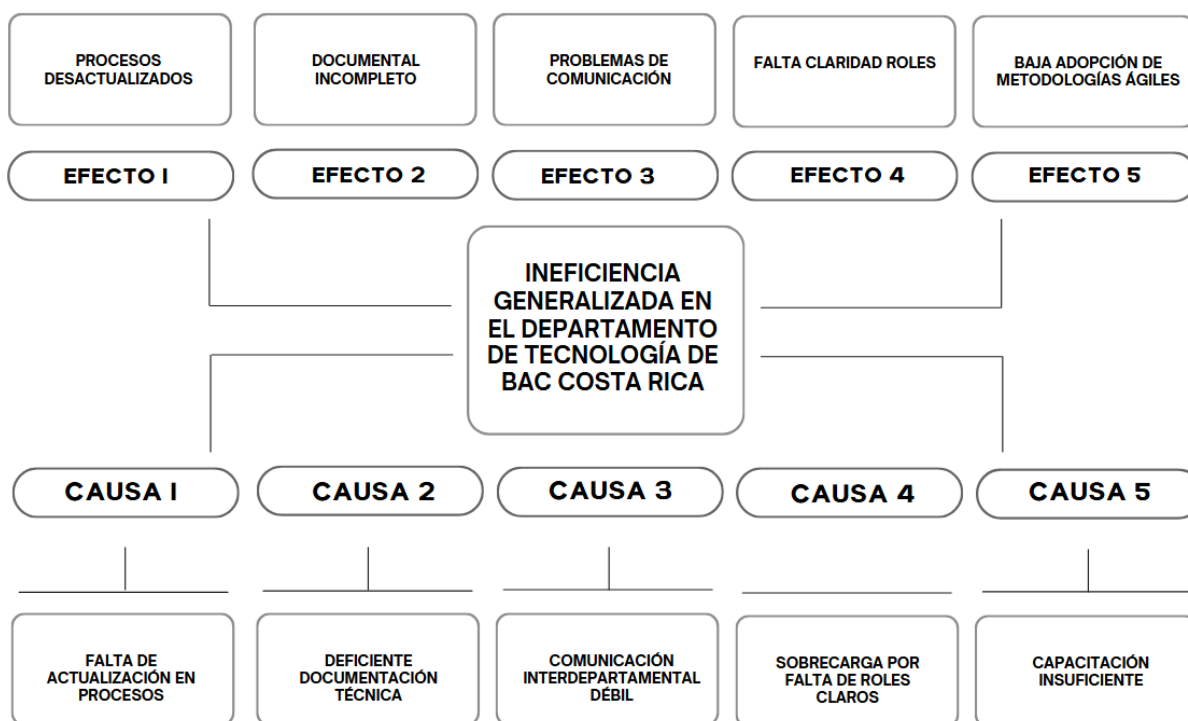 PROCESOS
DESACTUALIZADOS
DOCUMENTAL
INCOMPLETO
PROBLEMAS DE
COMUNICACIÓN
FALTA CLARIDAD ROLES
BAJA ADOPCIÓN DE
METODOLOGÍAS ÁGILES
EFECTO 1
EFECTO 2
EFECTO 3
EFECTO 4
EFECTO 5
INEFICIENCIA
GENERALIZADA EN
EL DEPARTAMENTO
DE TECNOLOGÍA DE
BAC COSTA RICA
CAUSA 1
CAUSA 2
CAUSA 3
CAUSA 4
CAUSA 5
FALTA DE
ACTUALIZACIÓN EN
PROCESOS
DEFICIENTE
DOCUMENTACIÓN
TÉCNICA
COMUNICACIÓN
INTERDEPARTAMENTAL
DÉBIL
SOBRECARGA POR
FALTA DE ROLES
CLAROS
CAPACITACIÓN
INSUFICIENTE